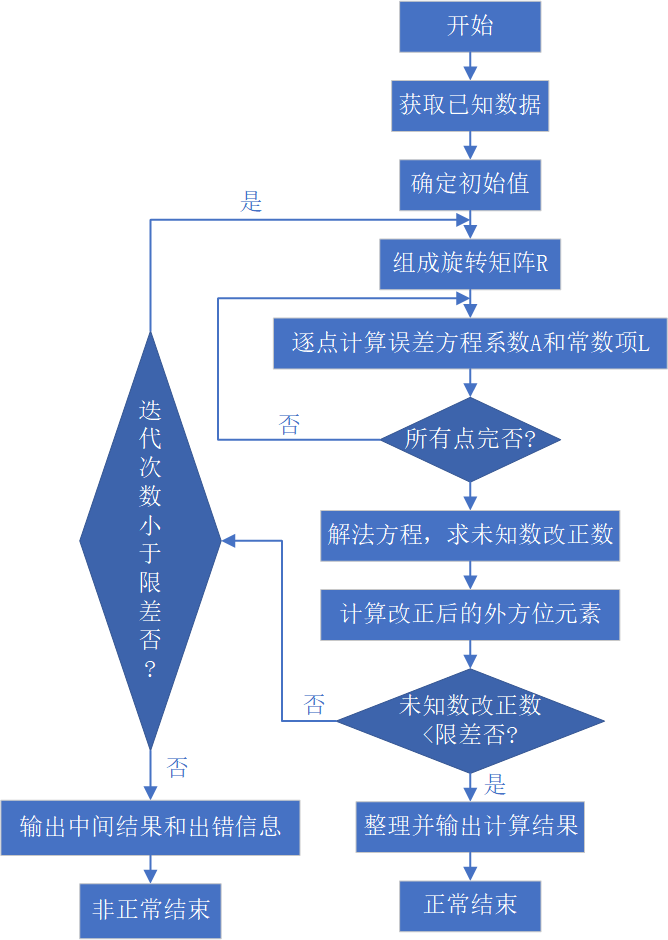 开始
获取已知数据
确定初始值
是
组成旋转矩阵R
逐点计算误差方程系数A和常数项L
否
所有点完否?
迭
代
次
数
小
于
限
差
否
?
解法方程，求未知数改正数
计算改正后的外方位元素
否
未知数改正数
<限差否?
否
是
输出中间结果和出错信息
整理并输出计算结果
非正常结束
正常结束